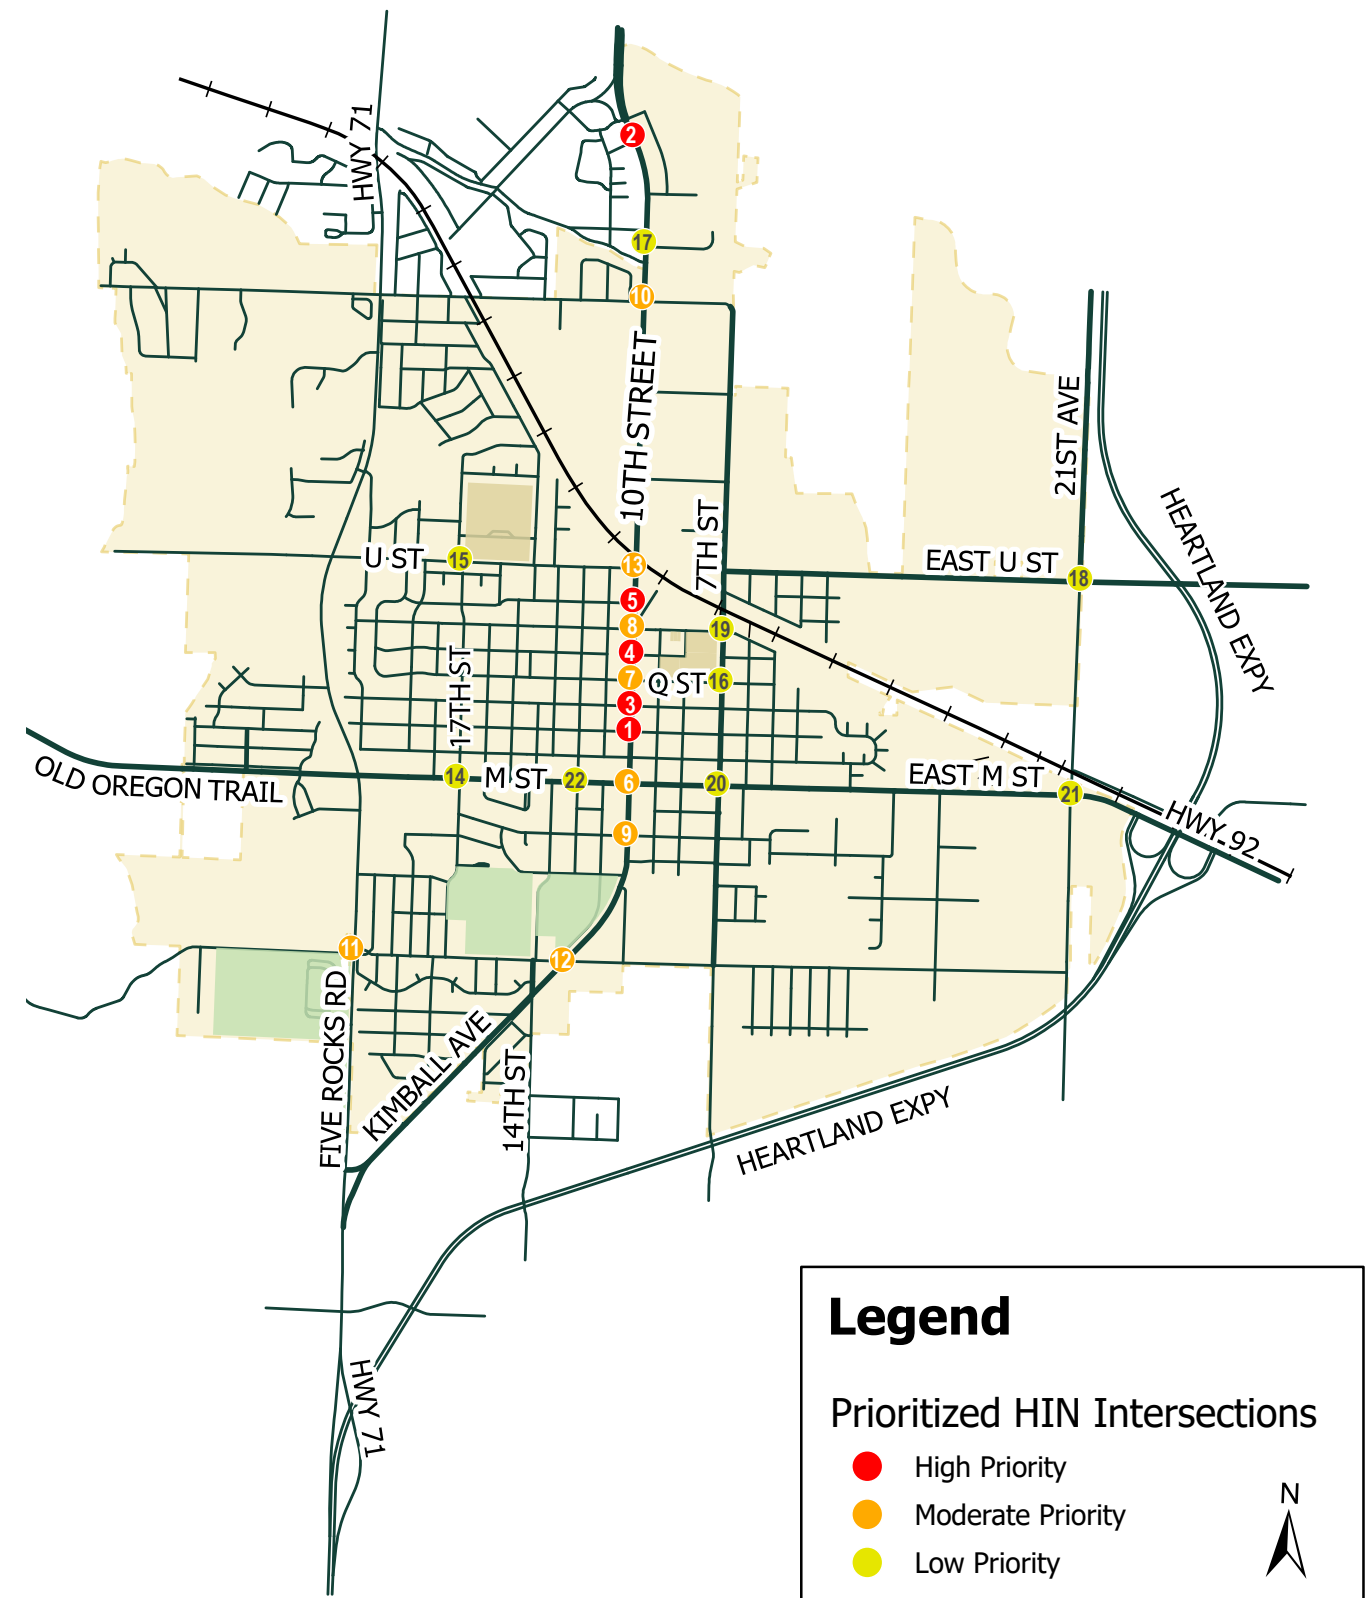 HWY 71
2
17
10
10TH STREET
21ST AVE
HEARTLAND EXPY
7TH ST
U ST
15
13
EAST U ST
18
5
8
19
4
17TH ST
7
Q ST
16
3
1
OLD OREGON TRAIL
14
M ST
22
6
20
EAST M ST
21
HWY 92
9
11
12
FIVE ROCKS RD
KIMBALL AVE
14TH ST
HEARTLAND EXPY
HWY 71
Legend
Prioritized HIN Intersections
High Priority
Moderate Priority
Low Priority
N